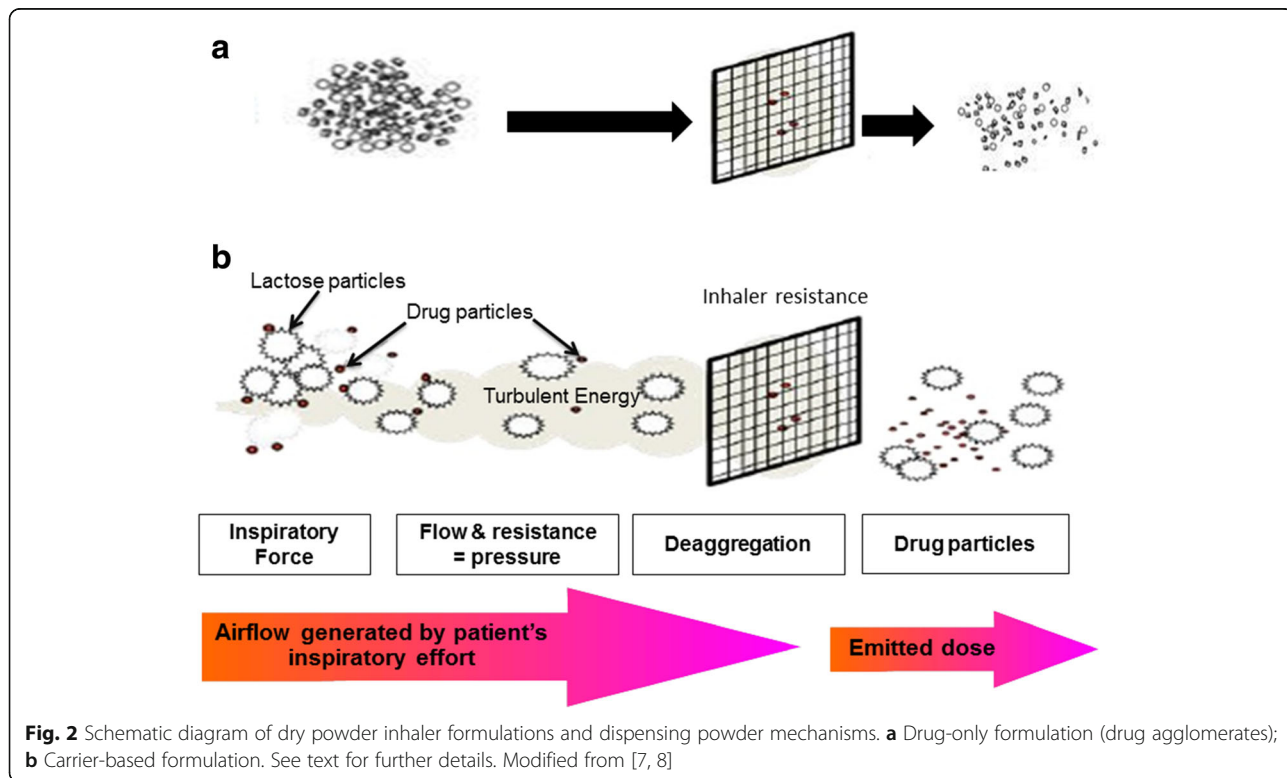 a
b
Lactose particles
Drug particles
Inhaler resistance
Turbulent Energy
Inspiratory
Force
Flow & resistance
= pressure
Deaggregation
Drug particles
Airflow generated by patient's
inspiratory effort
Emitted dose
Fig. 2 Schematic diagram of dry powder inhaler formulations and dispensing powder mechanisms. a Drug-only formulation (drug agglomerates);
b Carrier-based formulation. See text for further details. Modified from [7, 8]